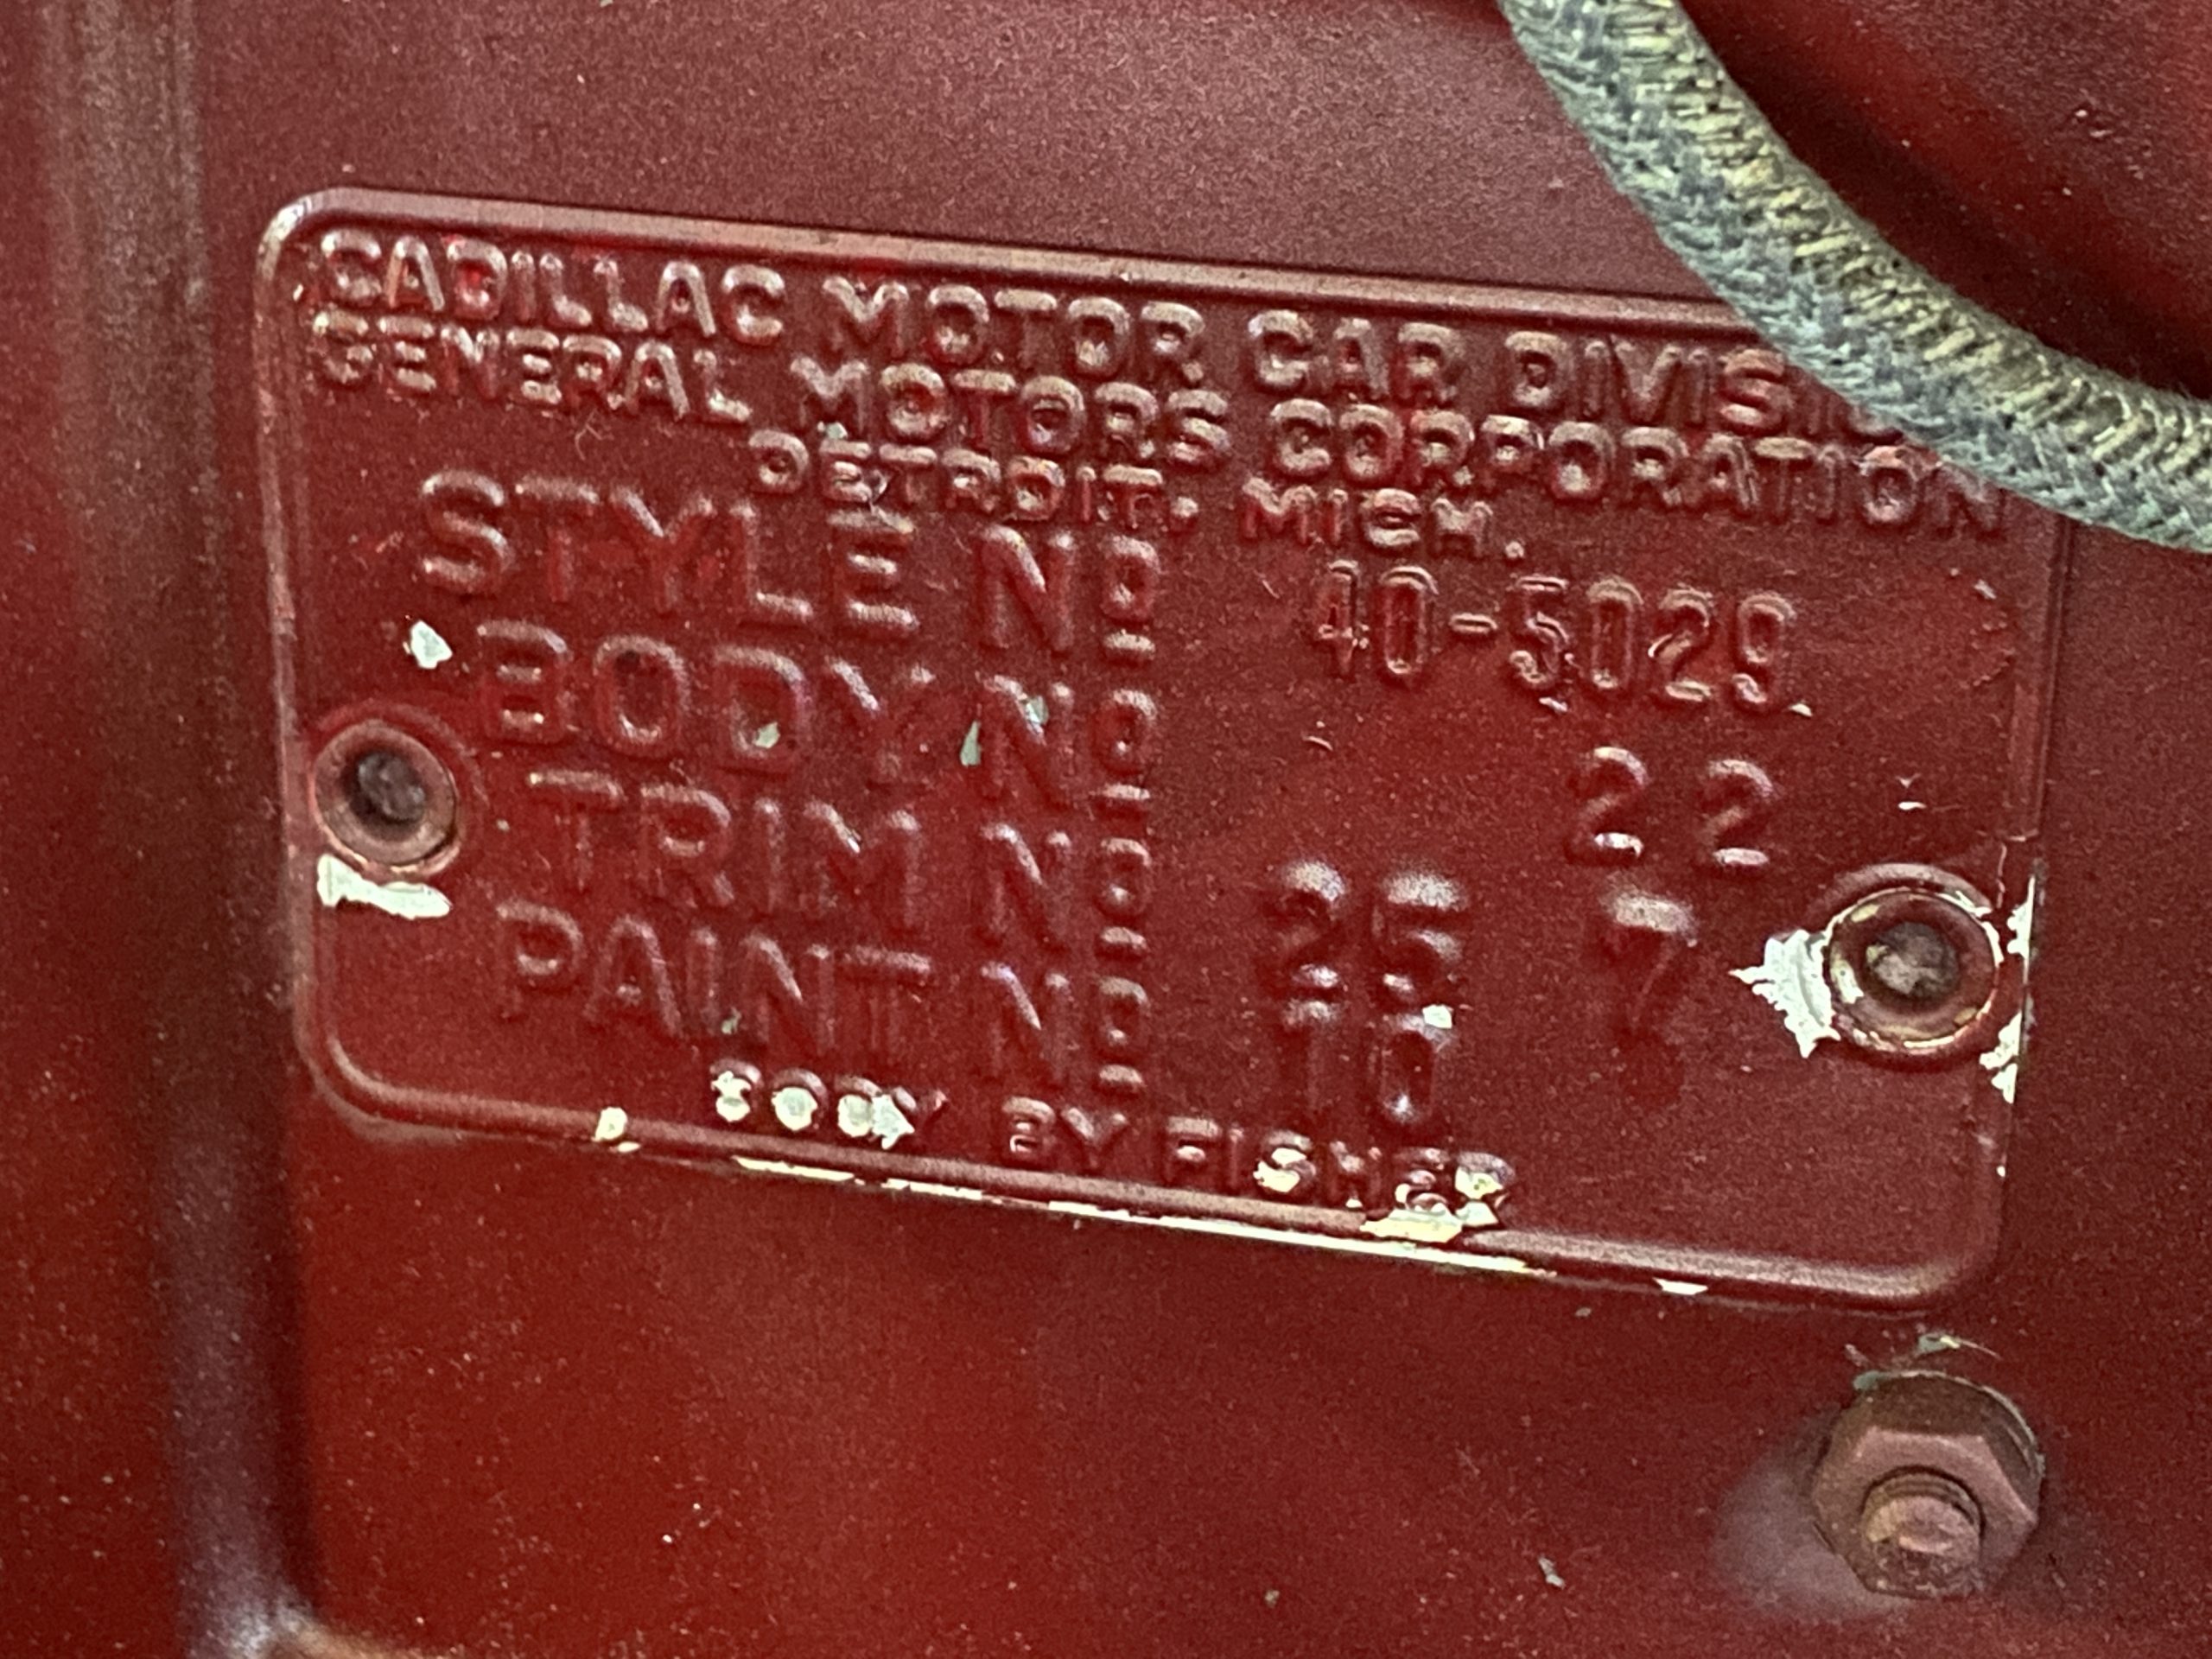 CADILLAC MOTOR CAR DIVISI
GENERAL MOTORS CORPORATION
DETROIT, MICH.
STYLE Nº 40-5029
BODY Nº 22
TRIM Nº 25 7
PAINT Nº 10
BODY BY FISHER